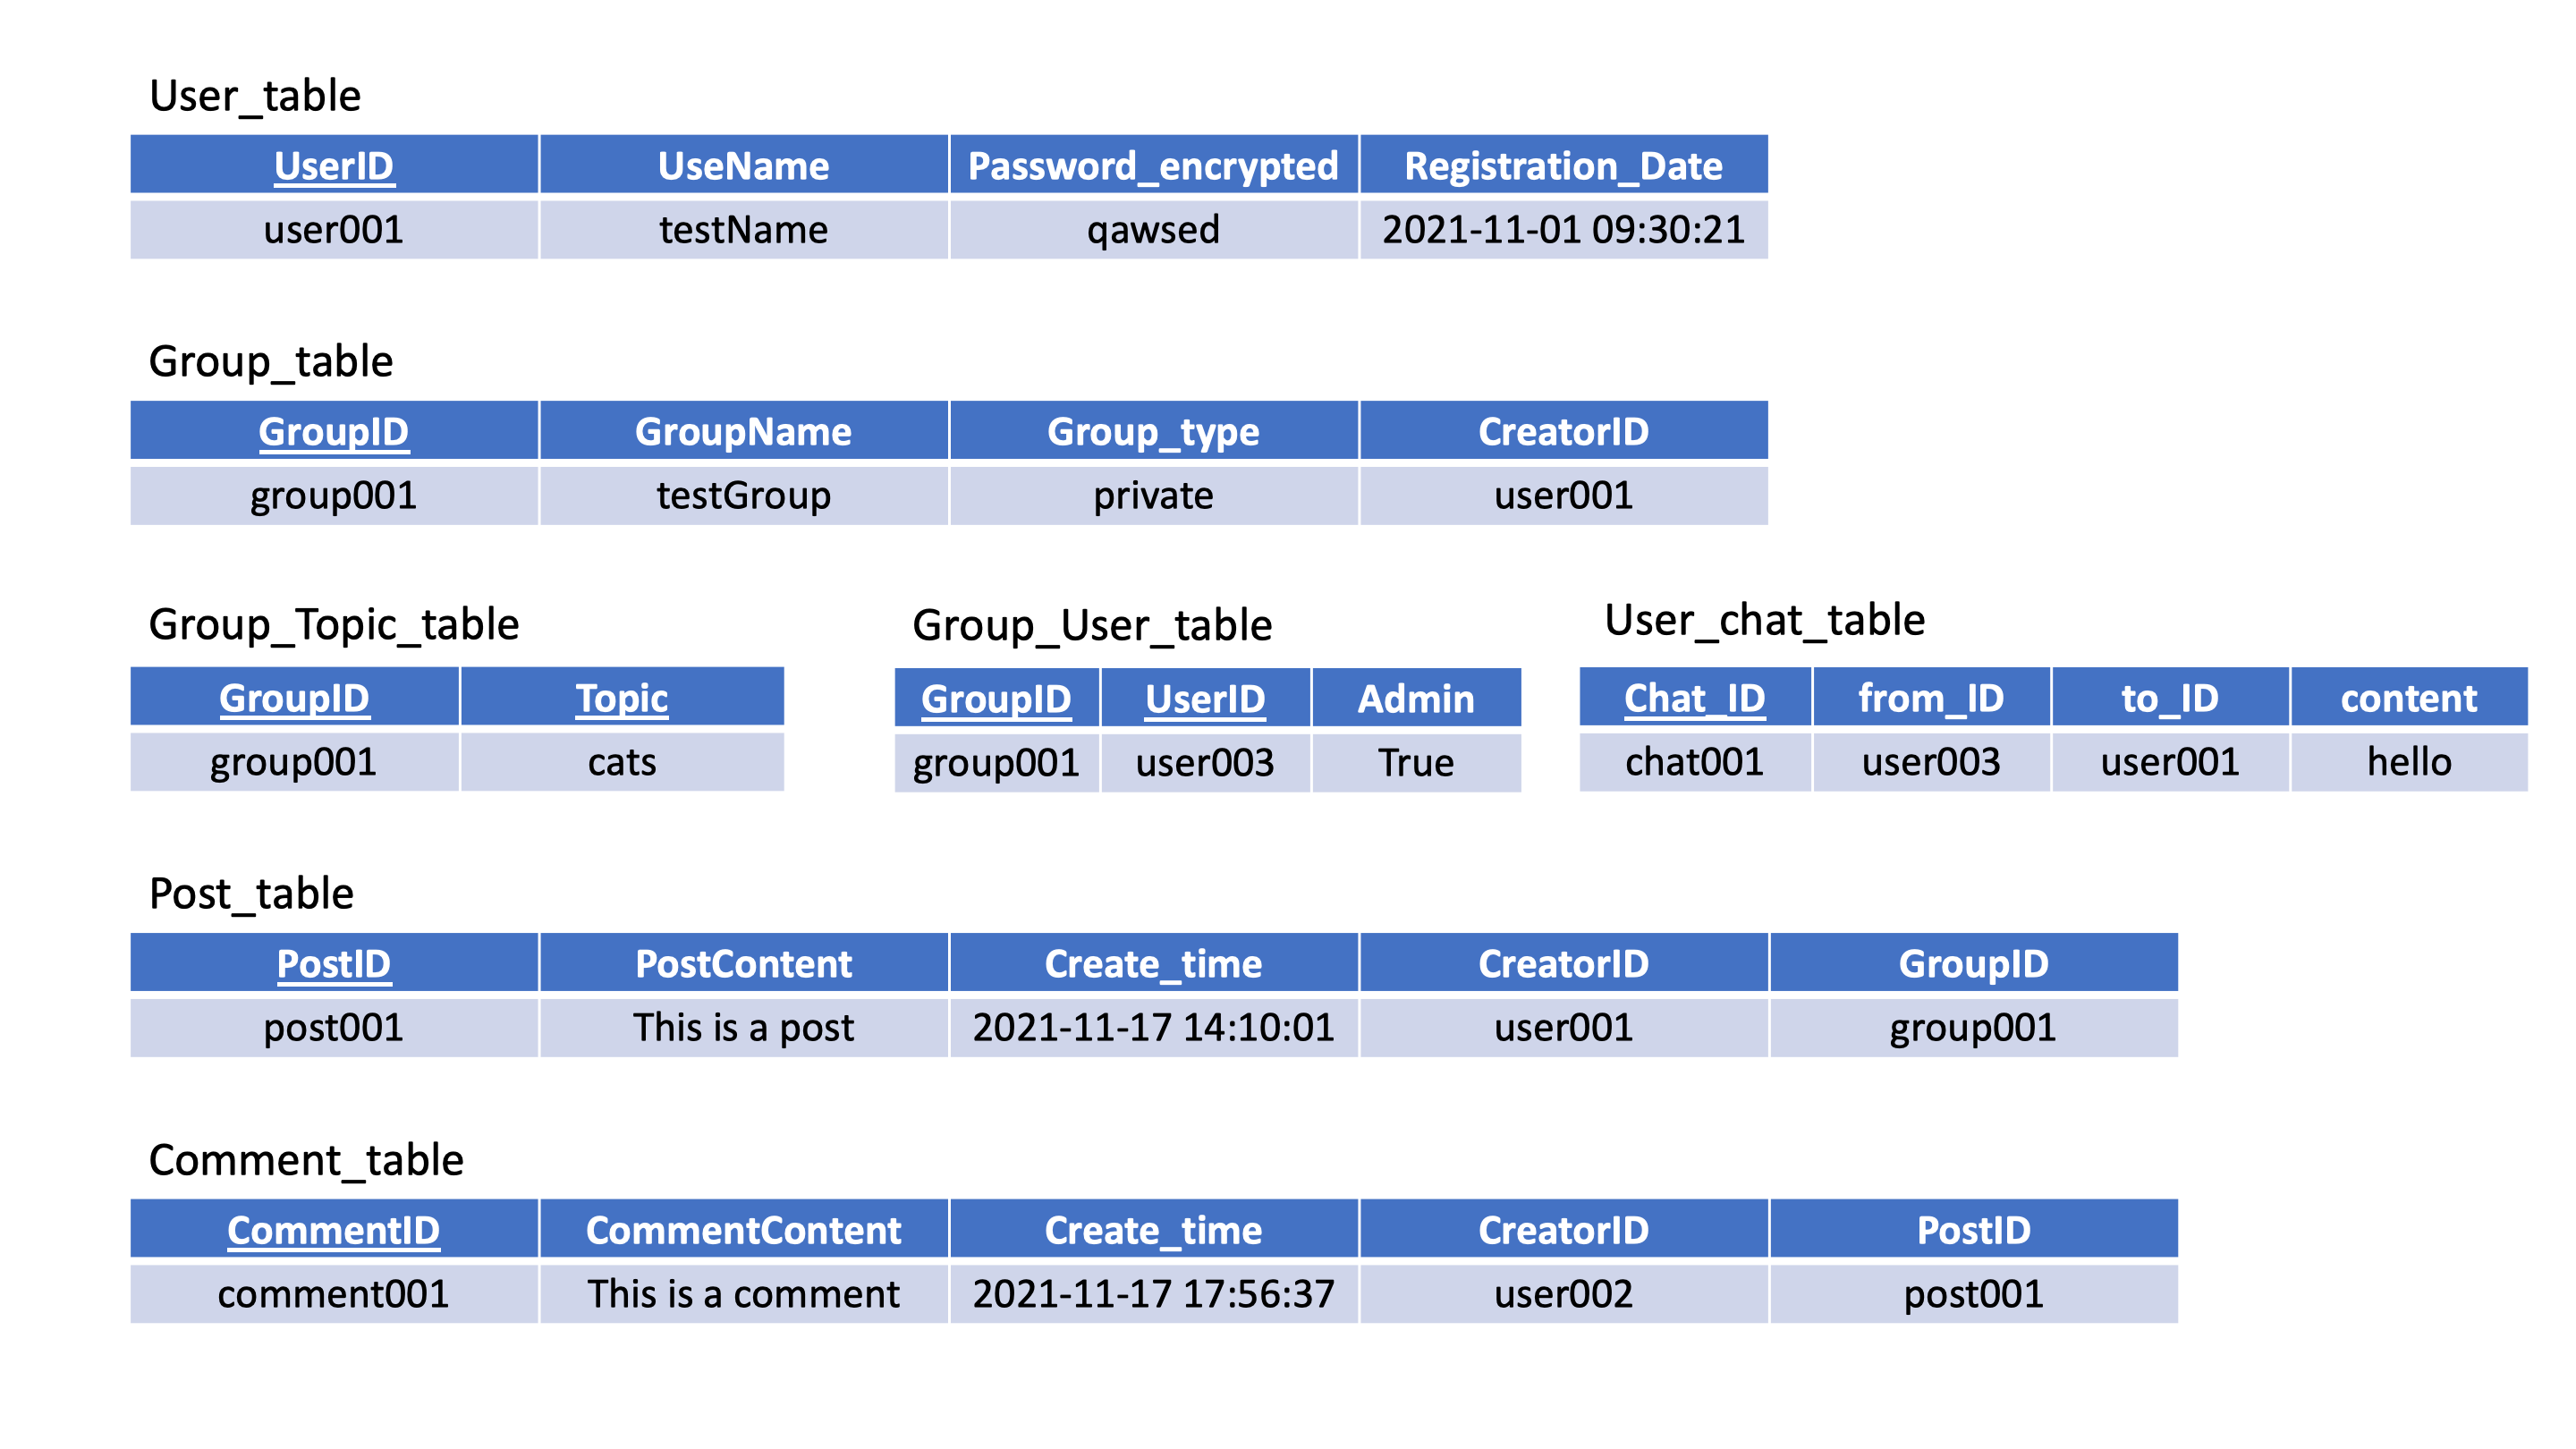 User_table
UserID UseName Password_encrypted Registration_Date
user001 testName qawsed 2021-11-01 09:30:21
Group_table
GroupID GroupName Group_type CreatorID
group001 testGroup private user001
Group_Topic_table
GroupID Topic
group001 cats
Group_User_table
GroupID UserID Admin
group001 user003 True
User_chat_table
Chat_ID from_ID to_ID content
chat001 user003 user001 hello
Post_table
PostID PostContent Create_time CreatorID GroupID
post001 This is a post 2021-11-17 14:10:01 user001 group001
Comment_table
CommentID CommentContent Create_time CreatorID PostID
comment001 This is a comment 2021-11-17 17:56:37 user002 post001